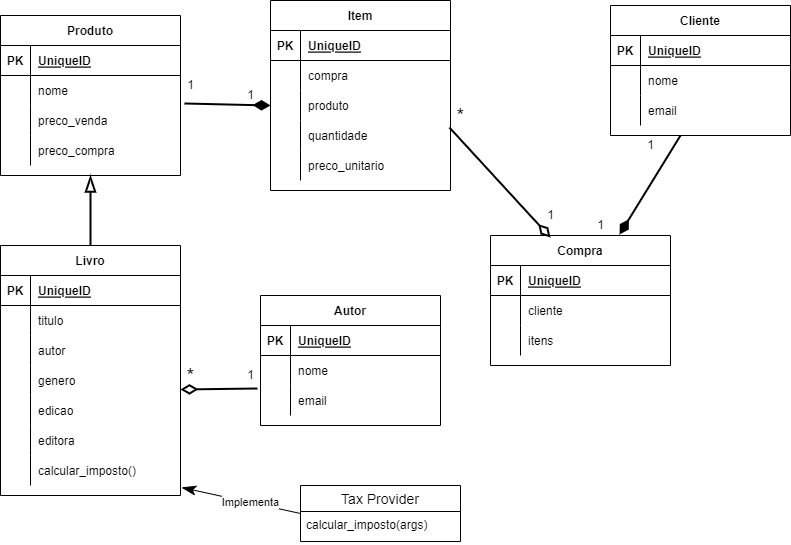 Produto
PK UniqueID
nome
preco_venda
preco_compra
1
1
Item
PK UniqueID
compra
produto
quantidade
preco_unitario
*
1
Cliente
PK UniqueID
nome
email
1
1
Compra
PK UniqueID
cliente
itens
Livro
PK UniqueID
titulo
autor
genero
edicao
editora
calcular_imposto()
*
1
Autor
PK UniqueID
nome
email
Implementa
Tax Provider
calcular_imposto(args)